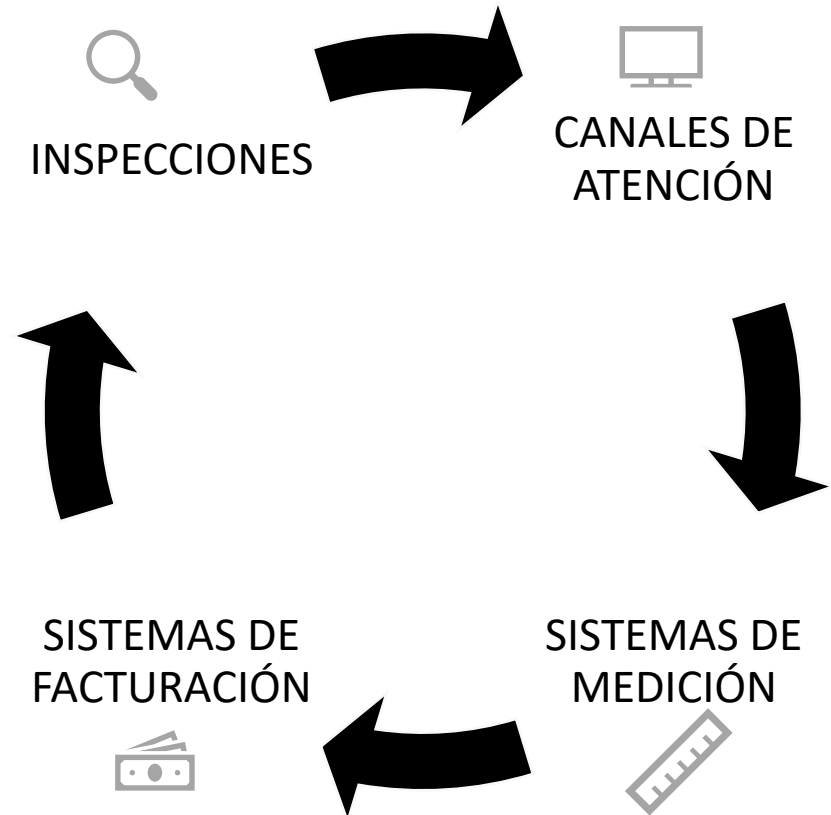 INSPECCIONES
CANALES DE
ATENCIÓN
SISTEMAS DE
FACTURACIÓN
SISTEMAS DE
MEDICIÓN